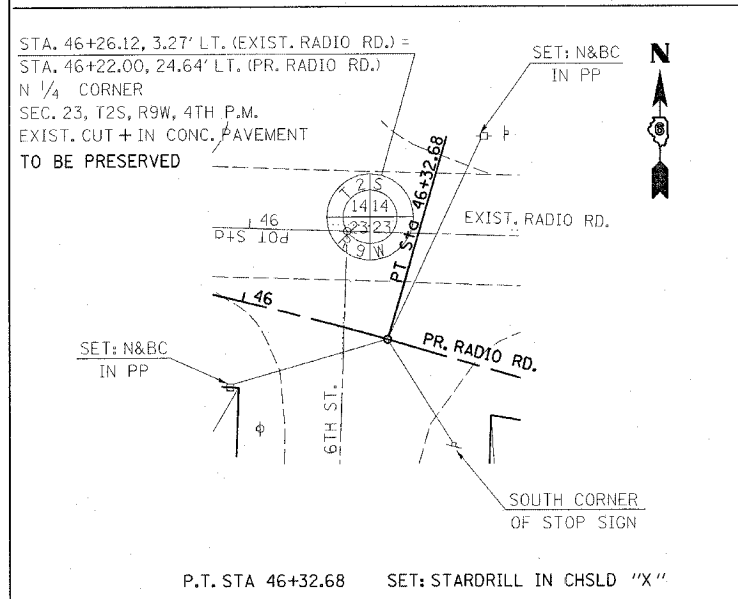 STA. 46+26.12, 3.27' LT. (EXIST. RADIO RD.) =
STA. 46+22.00, 24.64' LT. (PR. RADIO RD.)
N 1/4 CORNER
SEC. 23, T2S, R9W, 4TH P.M.
EXIST. CUT + IN CONC. PAVEMENT
TO BE PRESERVED
SET: N&BC
IN PP
N
6
T 2 S
14 14
23 23
R 9 W
PT Sta 46+32.68
46
POT Sta
EXIST. RADIO RD.
46
PR. RADIO RD.
SET: N&BC
IN PP
6TH ST.
SOUTH CORNER
OF STOP SIGN
P.T. STA 46+32.68 SET: STARDRILL IN CHSLD "X"